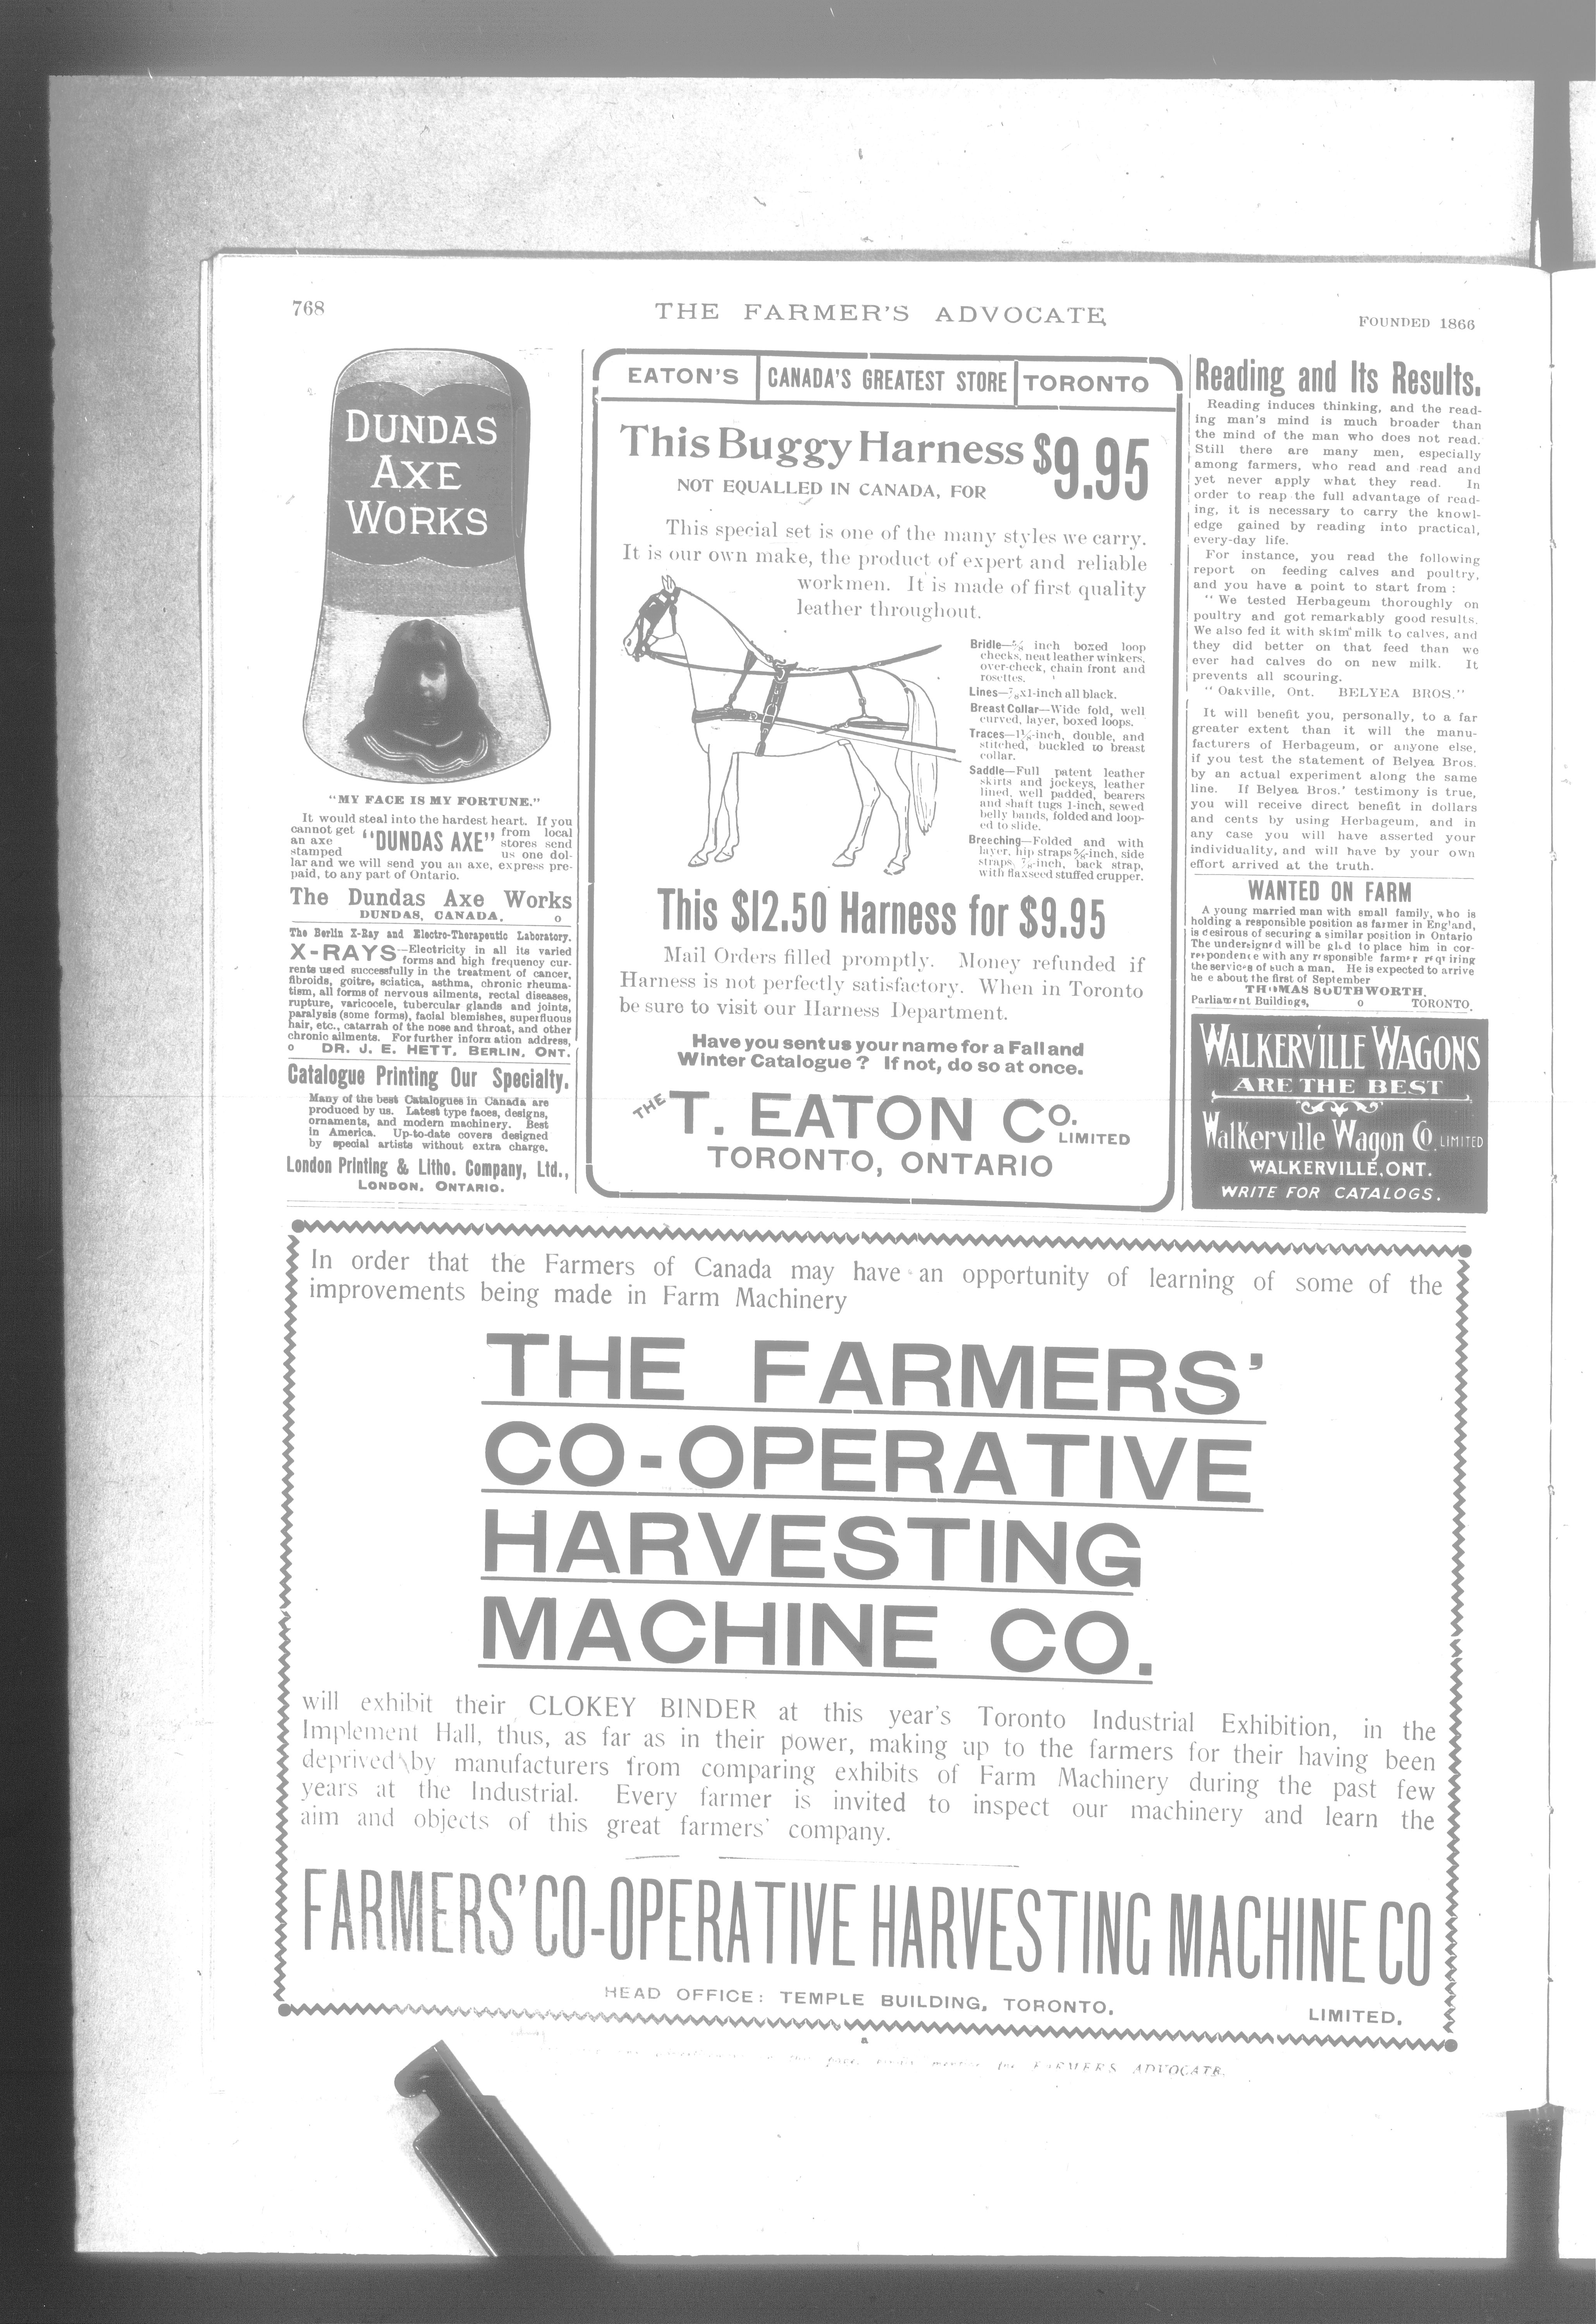 768
THE FARMER'S ADVOCATE
FOUNDED 1866
DUNDAS
AXE
WORKS
"MY FACE IS MY FORTUNE."
It would steal into the hardest heart. If you
cannot get "DUNDAS AXE" from local
an axe stores send
stamped us one dol-
lar and we will send you an axe, express pre-
paid, to any part of Ontario.
The Dundas Axe Works
DUNDAS, CANADA. o
The Berlin X-Ray and Electro-Therapeutic Laboratory.
X-RAYS—Electricity in all its varied
forms and high frequency cur-
rents used successfully in the treatment of cancer,
fibroids, goitre, sciatica, asthma, chronic rheuma-
tism, all forms of nervous ailments, rectal diseases,
rupture, varicocele, tubercular glands and joints,
paralysis (some forms), facial blemishes, superfluous
hair, etc., catarrah of the nose and throat, and other
chronic ailments. For further inforn ation address,
o DR. J. E. HETT, BERLIN, ONT.
Catalogue Printing Our Specialty.
Many of the best Catalogues in Canada are
produced by us. Latest type faces, designs,
ornaments, and modern machinery. Best
in America. Up-to-date covers designed
by special artists without extra charge.
London Printing & Litho. Company, Ltd.,
LONDON, ONTARIO.
EATON'S CANADA'S GREATEST STORE TORONTO
This Buggy Harness $9.95
NOT EQUALLED IN CANADA, FOR
This special set is one of the many styles we carry.
It is our own make, the product of expert and reliable
workmen. It is made of first quality
leather throughout.
Bridle—⅝ inch boxed loop
checks, neat leather winkers,
over-check, chain front and
rosettes.
Lines—⅞x1-inch all black.
Breast Collar—Wide fold, well
curved, layer, boxed loops.
Traces—1⅛-inch, double, and
stitched, buckled to breast
collar.
Saddle—Full patent leather
skirts and jockeys, leather
lined, well padded, bearers
and shaft tugs 1-inch, sewed
belly bands, folded and loop-
ed to slide.
Breeching—Folded and with
layer, hip straps ⅝-inch, side
straps, ⅞-inch, back strap,
with flaxseed stuffed crupper.
This $12.50 Harness for $9.95
Mail Orders filled promptly. Money refunded if
Harness is not perfectly satisfactory. When in Toronto
be sure to visit our Harness Department.
Have you sent us your name for a Fall and
Winter Catalogue? If not, do so at once.
THE T. EATON CO. LIMITED
TORONTO, ONTARIO
Reading and Its Results.
Reading induces thinking, and the read-
ing man's mind is much broader than
the mind of the man who does not read.
Still there are many men, especially
among farmers, who read and read and
yet never apply what they read. In
order to reap the full advantage of read-
ing, it is necessary to carry the knowl-
edge gained by reading into practical,
every-day life.
For instance, you read the following
report on feeding calves and poultry,
and you have a point to start from :
" We tested Herbageum thoroughly on
poultry and got remarkably good results.
We also fed it with skim milk to calves, and
they did better on that feed than we
ever had calves do on new milk. It
prevents all scouring.
" Oakville, Ont. BELYEA BROS."
It will benefit you, personally, to a far
greater extent than it will the manu-
facturers of Herbageum, or anyone else,
if you test the statement of Belyea Bros.
by an actual experiment along the same
line. If Belyea Bros.' testimony is true,
you will receive direct benefit in dollars
and cents by using Herbageum, and in
any case you will have asserted your
individuality, and will have by your own
effort arrived at the truth.
WANTED ON FARM
A young married man with small family, who is
holding a responsible position as farmer in England,
is desirous of securing a similar position in Ontario
The undersigned will be glad to place him in cor-
respondence with any responsible farmer requiring
the services of such a man. He is expected to arrive
he e about the first of September
THOMAS SOUTHWORTH,
Parliament Buildings, o TORONTO.
WALKERVILLE WAGONS
ARE THE BEST
Walkerville Wagon Co. LIMITED
WALKERVILLE, ONT.
WRITE FOR CATALOGS.
In order that the Farmers of Canada may have an opportunity of learning of some of the
improvements being made in Farm Machinery
THE FARMERS'
CO-OPERATIVE
HARVESTING
MACHINE CO.
will exhibit their CLOKEY BINDER at this year's Toronto Industrial Exhibition, in the
Implement Hall, thus, as far as in their power, making up to the farmers for their having been
deprived by manufacturers from comparing exhibits of Farm Machinery during the past few
years at the Industrial. Every farmer is invited to inspect our machinery and learn the
aim and objects of this great farmers' company.
FARMERS' CO-OPERATIVE HARVESTING MACHINE CO
HEAD OFFICE: TEMPLE BUILDING, TORONTO. LIMITED.
page, mention the FARMERS ADVOCATE.